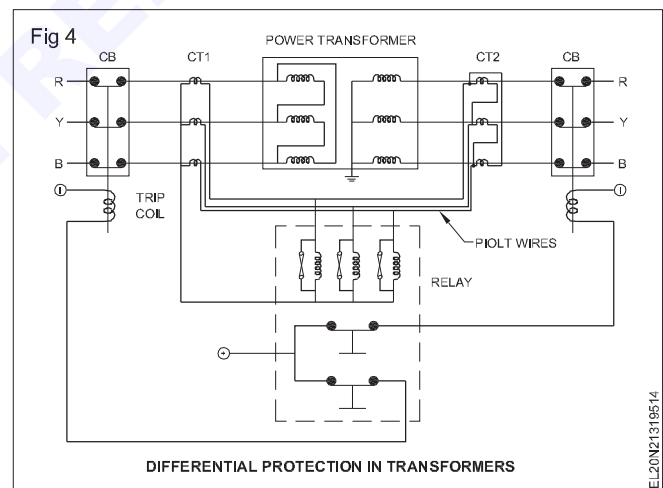 Fig 4
POWER TRANSFORMER
CB
CT1
CT2
CB
R
R
Y
Y
B
B
TRIP
COIL
PIOLT WIRES
RELAY
+
DIFFERENTIAL PROTECTION IN TRANSFORMERS
EL20N21319514